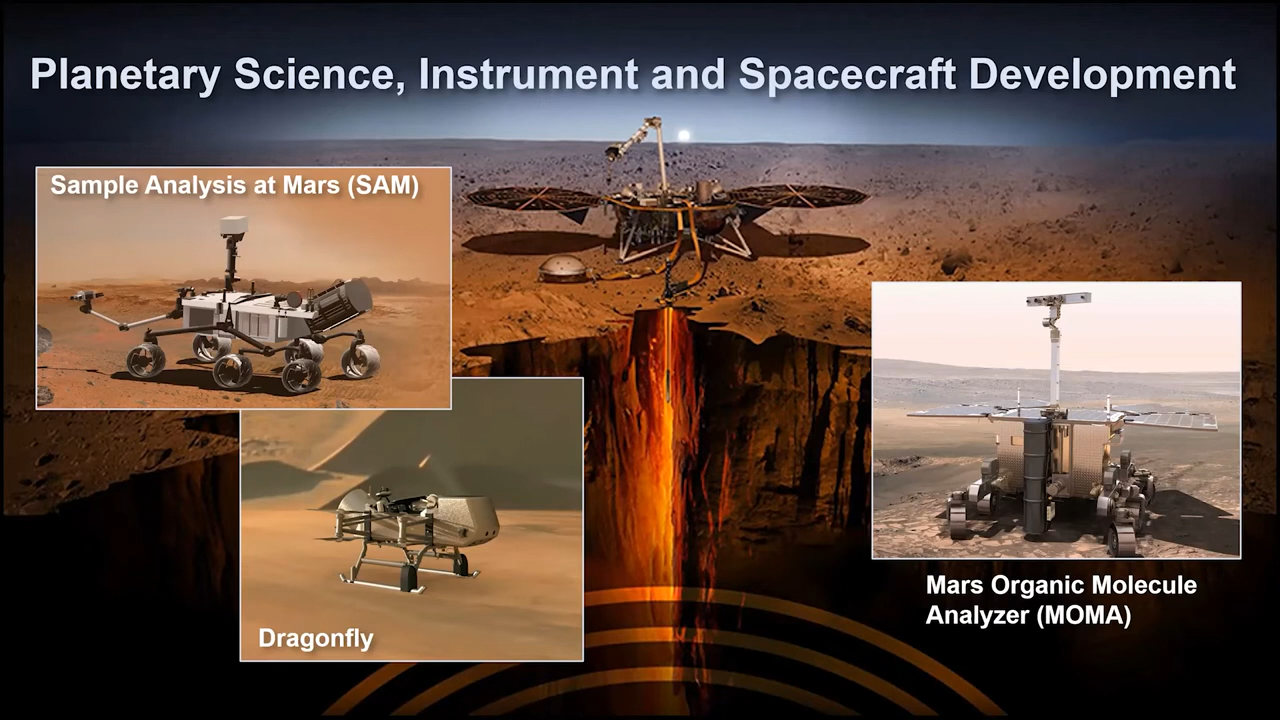 Planetary Science, Instrument and Spacecraft Development
Sample Analysis at Mars (SAM)
Dragonfly
Mars Organic Molecule
Analyzer (MOMA)